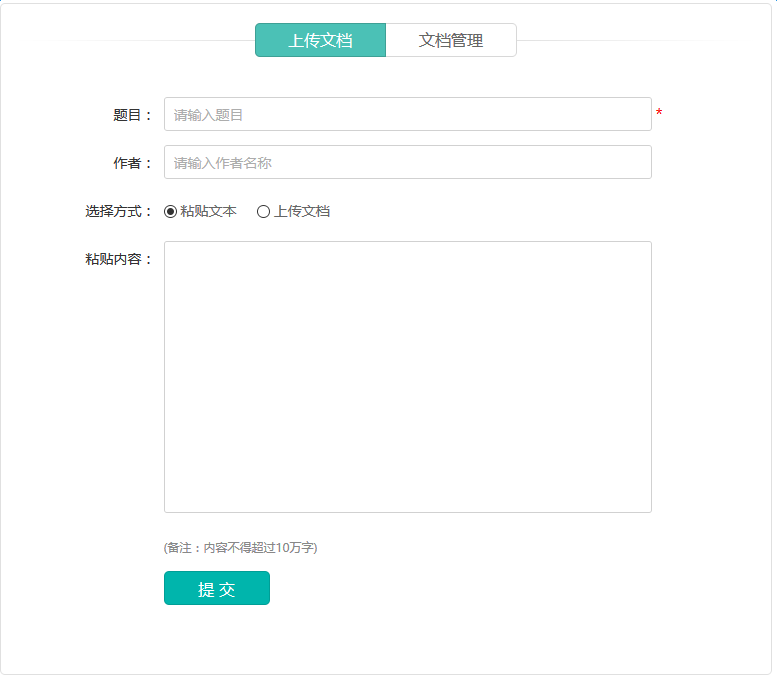 上传文档 文档管理
题目： 请输入题目 *
作者： 请输入作者名称
选择方式： 粘贴文本 上传文档
粘贴内容：
(备注：内容不得超过10万字)
提 交